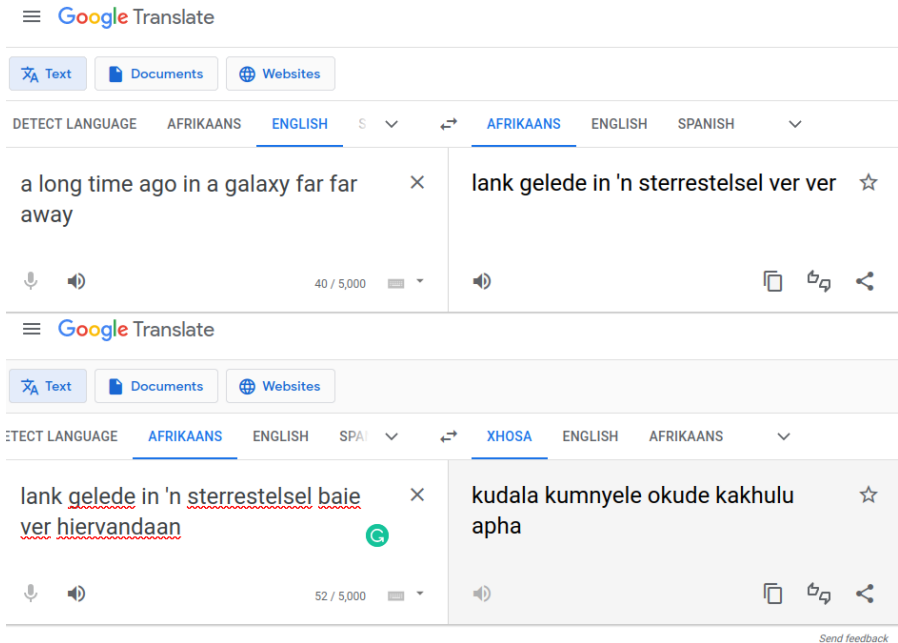 Google Translate
Text Documents Websites
DETECT LANGUAGE AFRIKAANS ENGLISH S AFRIKAANS ENGLISH SPANISH
a long time ago in a galaxy far far
away
lank gelede in 'n sterrestelsel ver ver
40 / 5,000
Google Translate
Text Documents Websites
ETECT LANGUAGE AFRIKAANS ENGLISH SPA XHOSA ENGLISH AFRIKAANS
lank gelede in 'n sterrestelsel baie
ver hiervandaan
kudala kumnyele okude kakhulu
apha
52 / 5,000
Send feedback